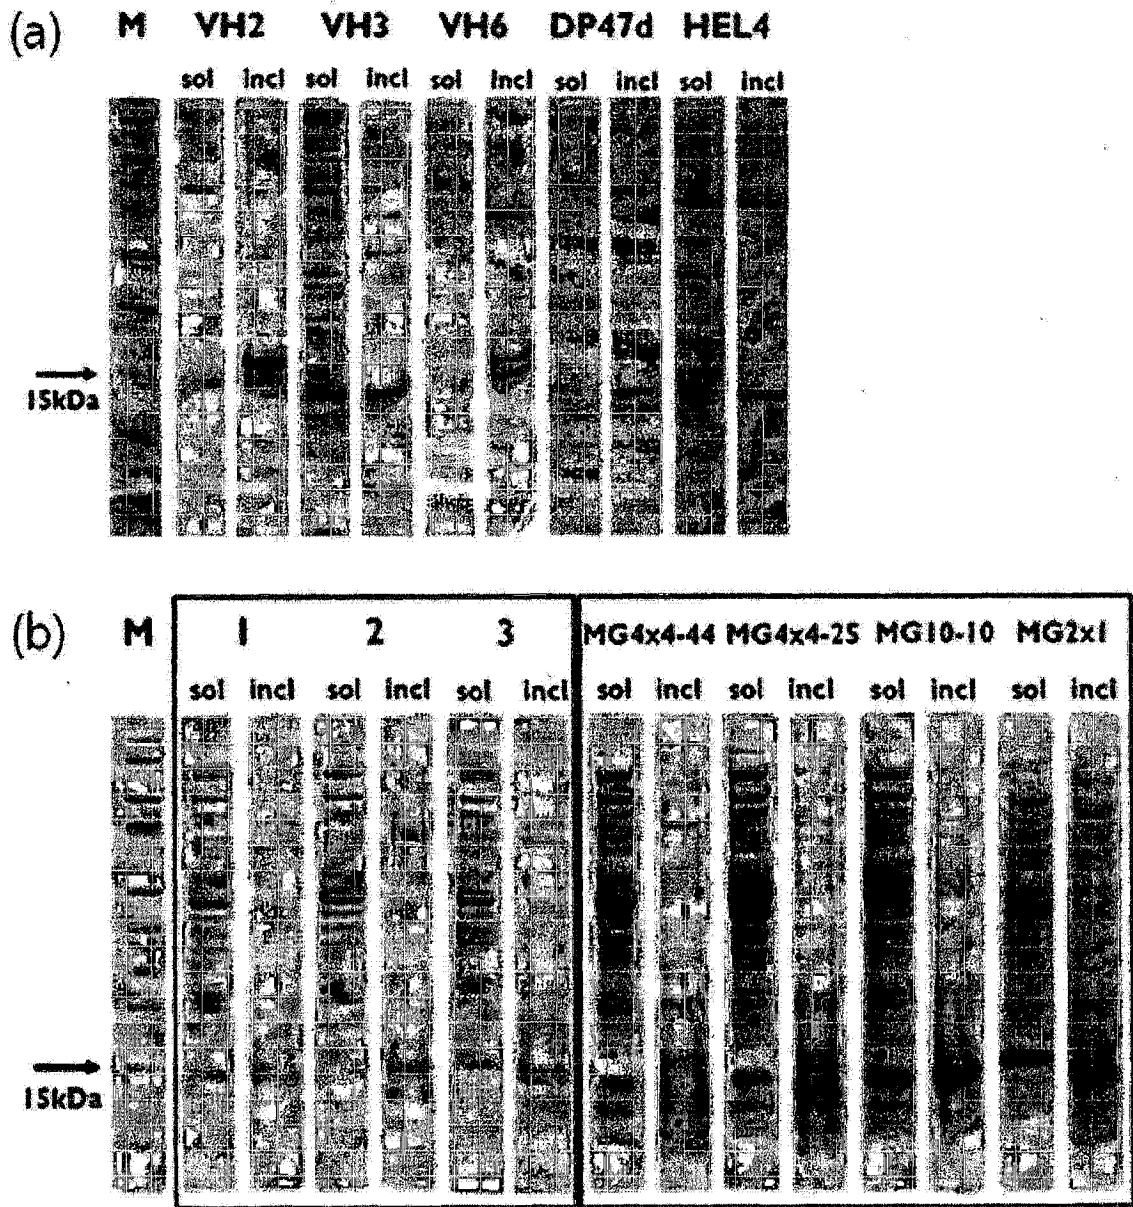 (a) M VH2 VH3 VH6 DP47d HEL4
sol incl sol incl sol incl sol incl sol incl
15kDa
(b) M 1 2 3 MG4x4-44 MG4x4-25 MG10-10 MG2x1
sol incl sol incl sol incl sol incl sol incl sol incl sol incl
15kDa